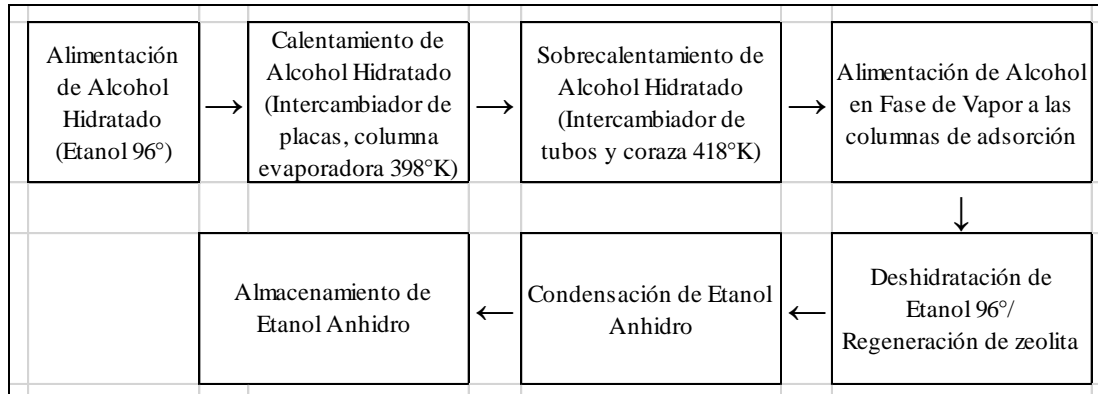 Alimentación
de Alcohol
Hidratado
(Etanol 96°)
→
Calentamiento de
Alcohol Hidratado
(Intercambiador de
placas, columna
evaporadora 398°K)
→
Sobrecalentamiento de
Alcohol Hidratado
(Intercambiador de
tubos y coraza 418°K)
→
Alimentación de Alcohol
en Fase de Vapor a las
columnas de adsorción
↓
Deshidratación de
Etanol 96°/
Regeneración de zeolita
←
Condensación de Etanol
Anhidro
←
Almacenamiento de
Etanol Anhidro